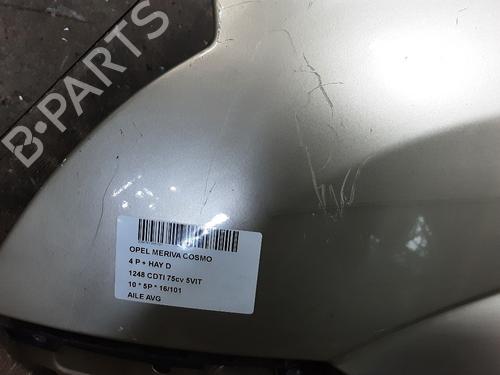 B-PARTS
OPEL MERIVA COSMO
4 P + HAY D
1248 CDTI 75cv 5VIT
10 * 5P * 16/101
AILE AVG